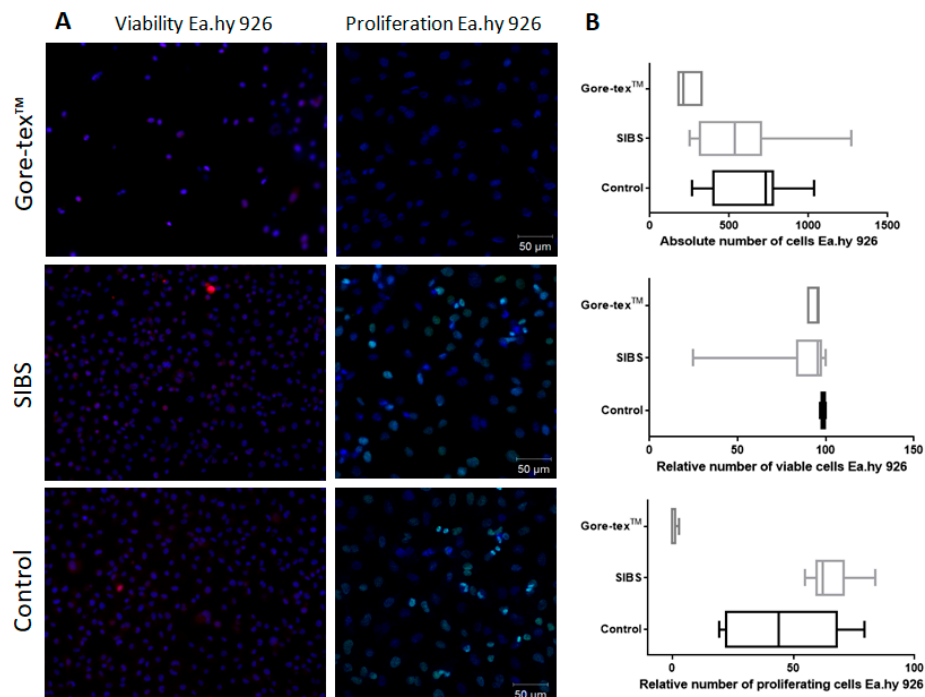 A
Viability Ea.hy 926
Proliferation Ea.hy 926
B
Gore-tex™
50 µm
SIBS
50 µm
Control
50 µm
Gore-tex™
SIBS
Control
0
500
1000
1500
Absolute number of cells Ea.hy 926
Gore-tex™
SIBS
Control
0
50
100
150
Relative number of viable cells Ea.hy 926
Gore-tex™
SIBS
Control
0
50
100
Relative number of proliferating cells Ea.hy 926